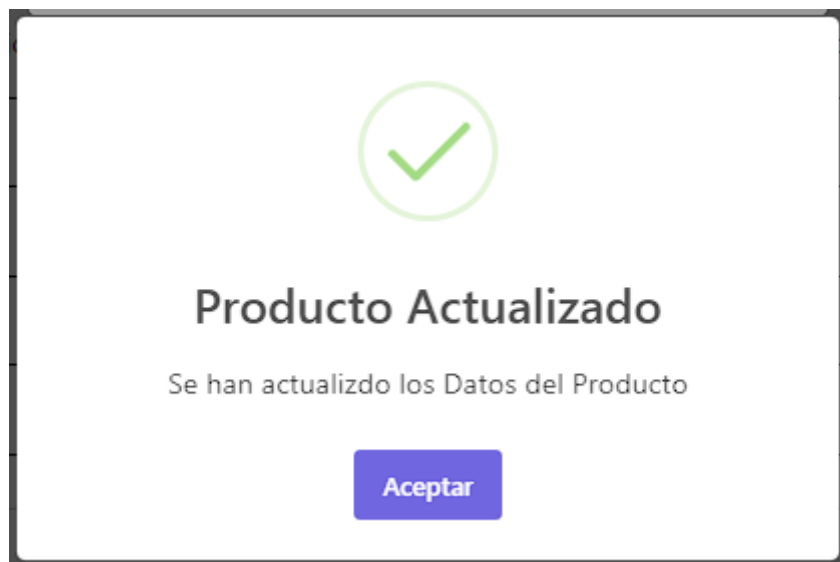 Producto Actualizado
Se han actualizdo los Datos del Producto
Aceptar